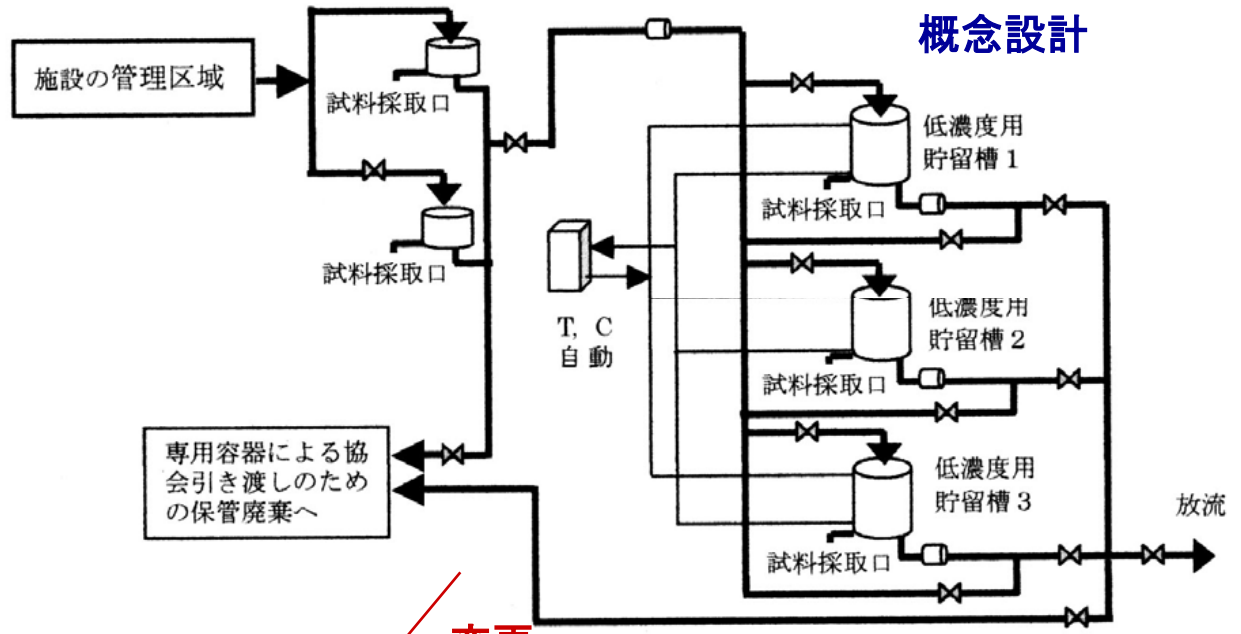 概念設計
施設の管理区域
試料採取口
試料採取口
T, C
自動
低濃度用
貯留槽1
試料採取口
低濃度用
貯留槽2
試料採取口
低濃度用
貯留槽3
試料採取口
放流
専用容器による協
会引き渡しのため
の保管廃棄へ